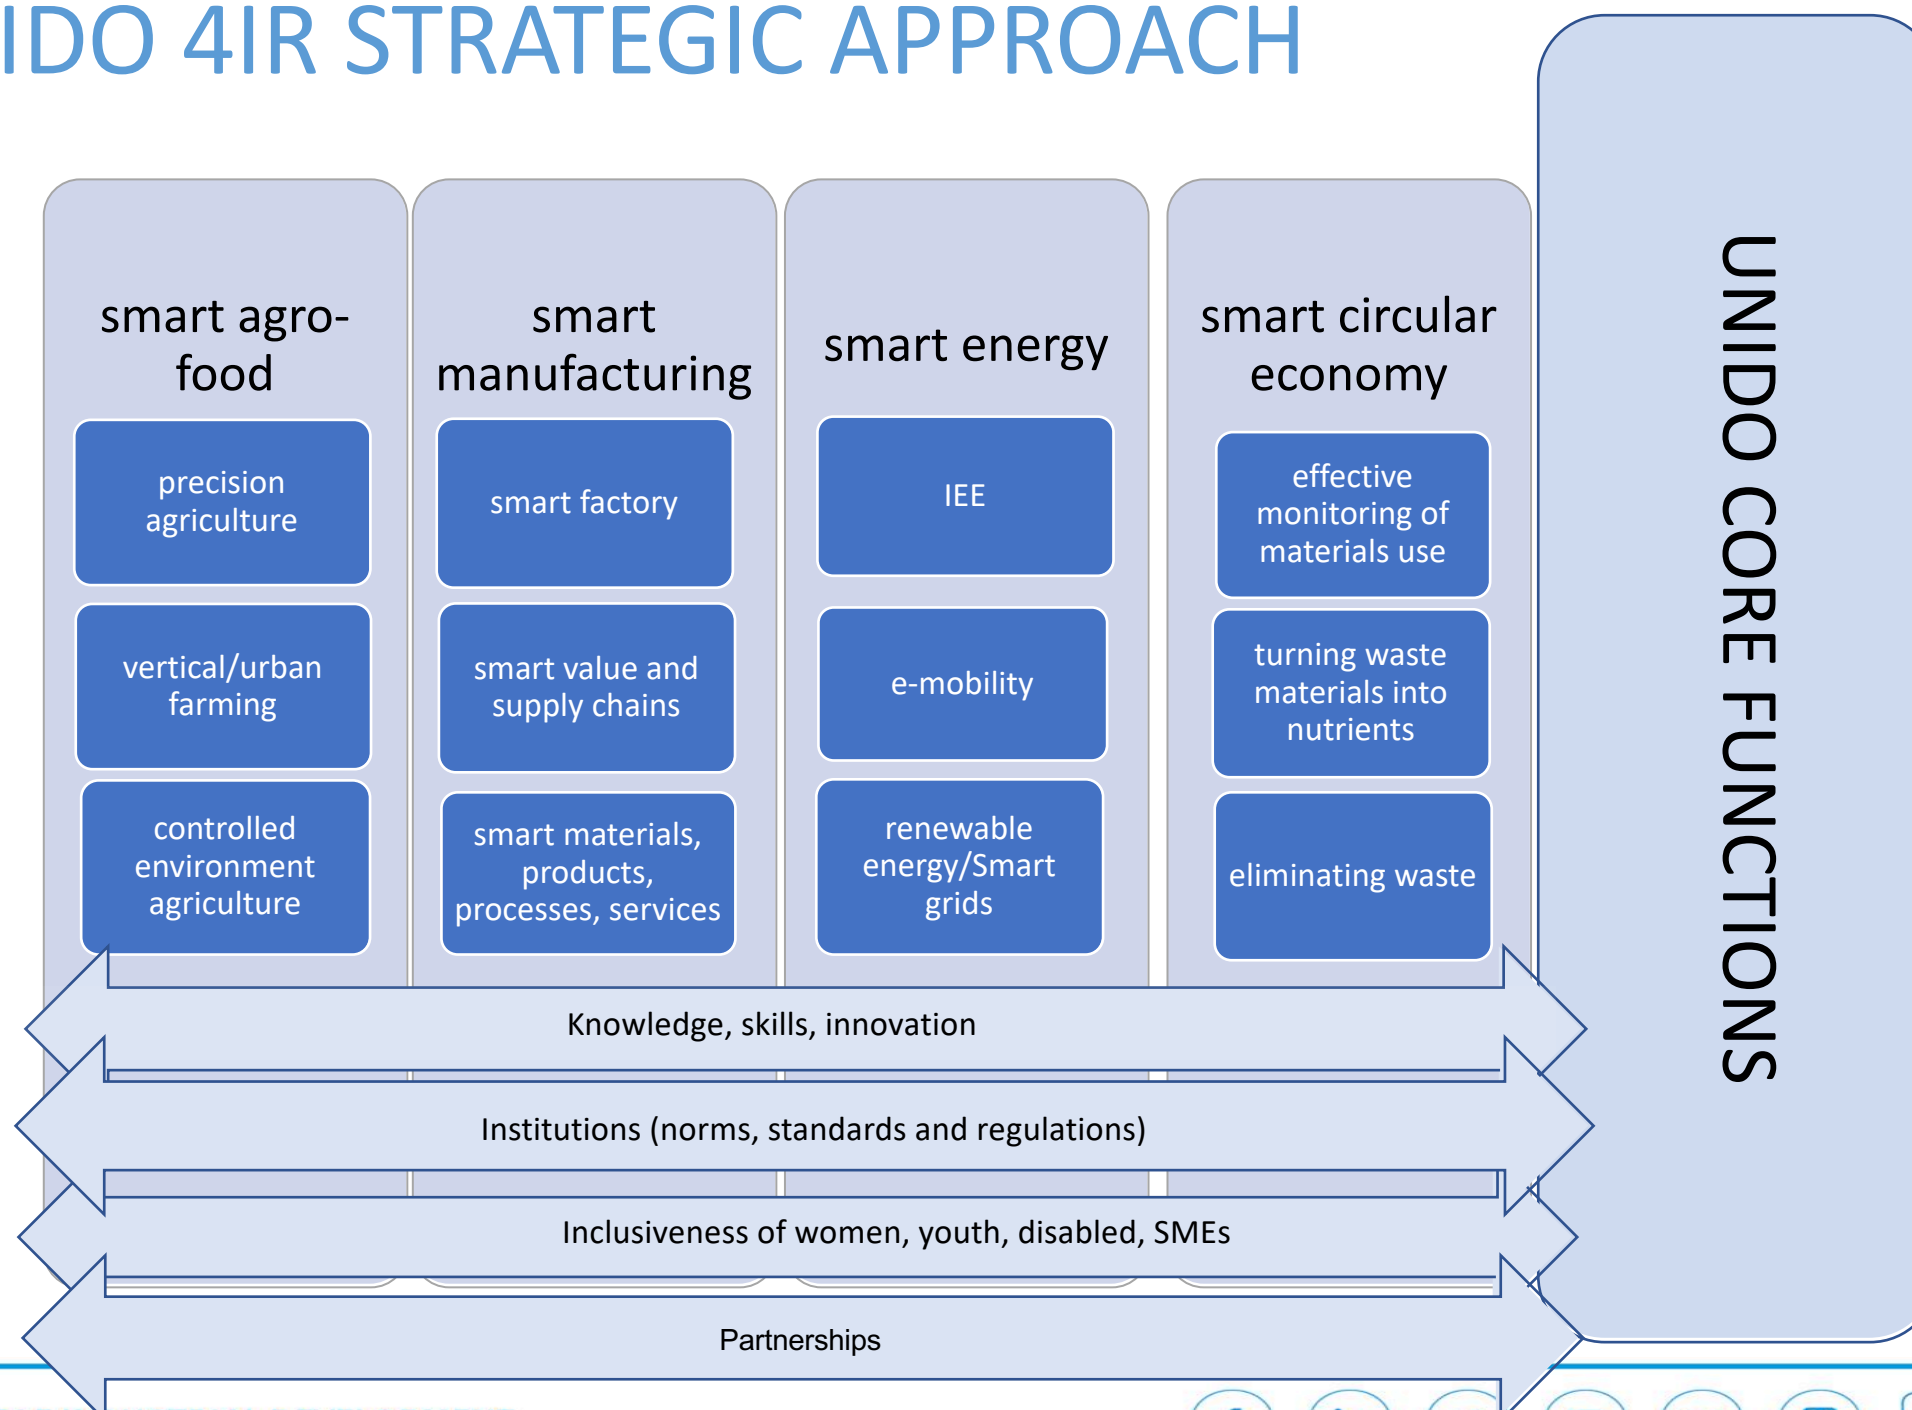 IDO 4IR STRATEGIC APPROACH
smart agro-
food
precision
agriculture
vertical/urban
farming
controlled
environment
agriculture
smart
manufacturing
smart factory
smart value and
supply chains
smart materials,
products,
processes, services
smart energy
IEE
e-mobility
renewable
energy/Smart
grids
smart circular
economy
effective
monitoring of
materials use
turning waste
materials into
nutrients
eliminating waste
UNIDO CORE FUNCTIONS
Knowledge, skills, innovation
Institutions (norms, standards and regulations)
Inclusiveness of women, youth, disabled, SMEs
Partnerships